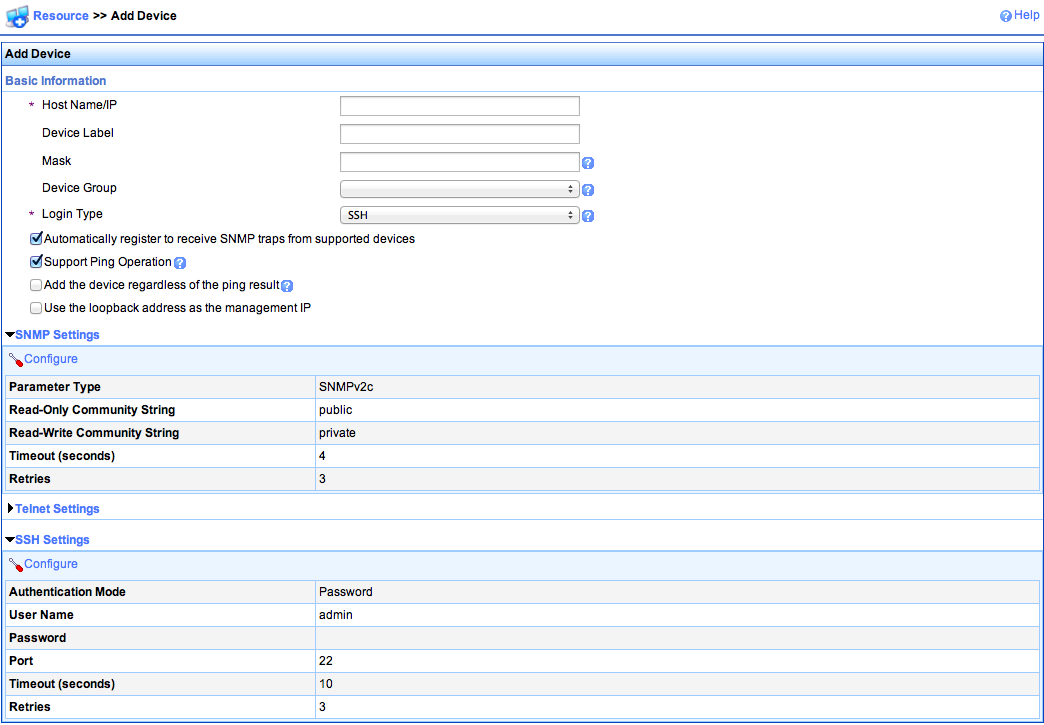 Resource >> Add Device
Help
Add Device
Basic Information
* Host Name/IP
Device Label
Mask
Device Group
* Login Type SSH
Automatically register to receive SNMP traps from supported devices
Support Ping Operation
Add the device regardless of the ping result
Use the loopback address as the management IP
SNMP Settings
Configure
Parameter Type SNMPv2c
Read-Only Community String public
Read-Write Community String private
Timeout (seconds) 4
Retries 3
Telnet Settings
SSH Settings
Configure
Authentication Mode Password
User Name admin
Password
Port 22
Timeout (seconds) 10
Retries 3